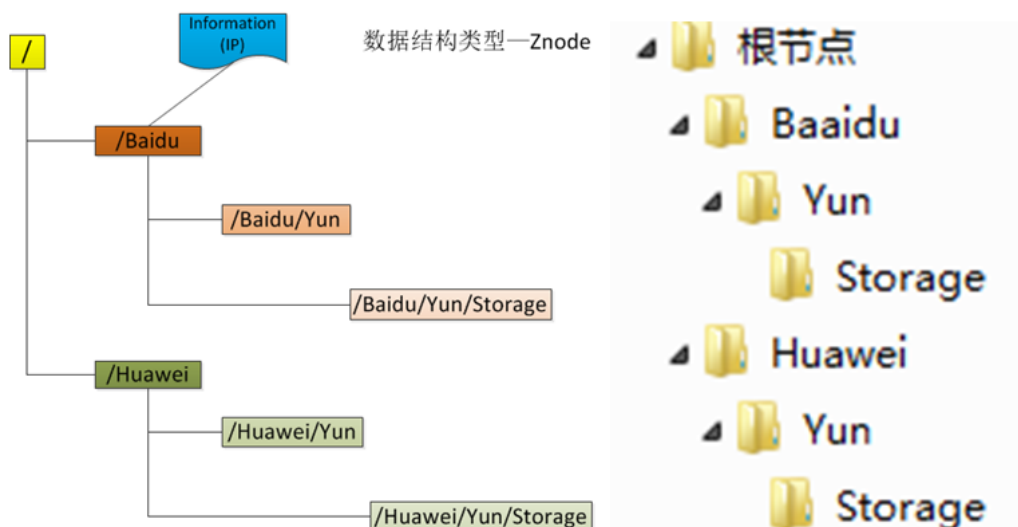 /
Information
(IP)
数据结构类型—Znode
/Baidu
/Baidu/Yun
/Baidu/Yun/Storage
/Huawei
/Huawei/Yun
/Huawei/Yun/Storage
根节点
Baaidu
Yun
Storage
Huawei
Yun
Storage